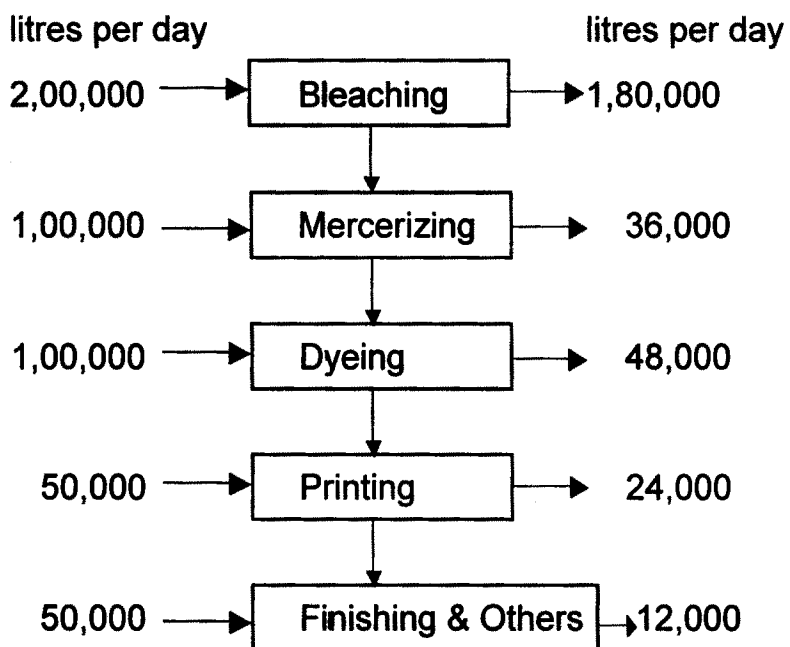 litres per day litres per day
2,00,000 Bleaching 1,80,000
1,00,000 Mercerizing 36,000
1,00,000 Dyeing 48,000
50,000 Printing 24,000
50,000 Finishing & Others 12,000